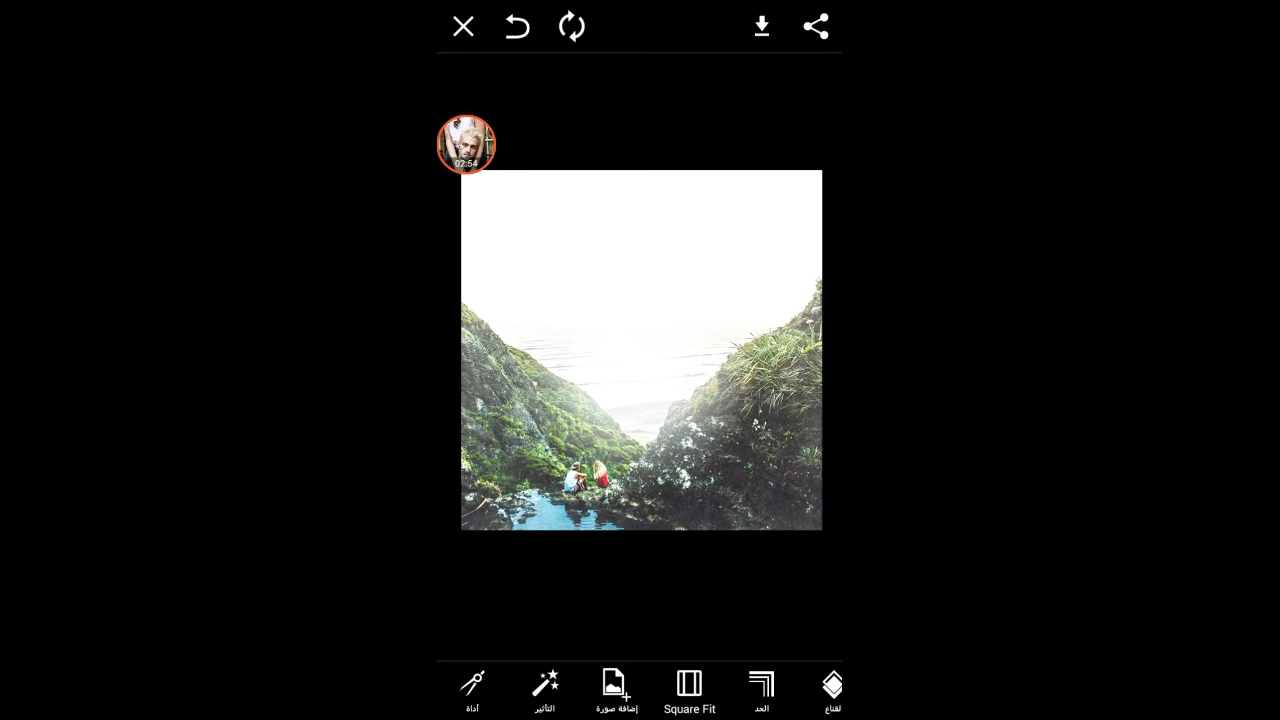 02:54
أداة
التأثير
إضافة صورة
Square Fit
الحد
لقناع